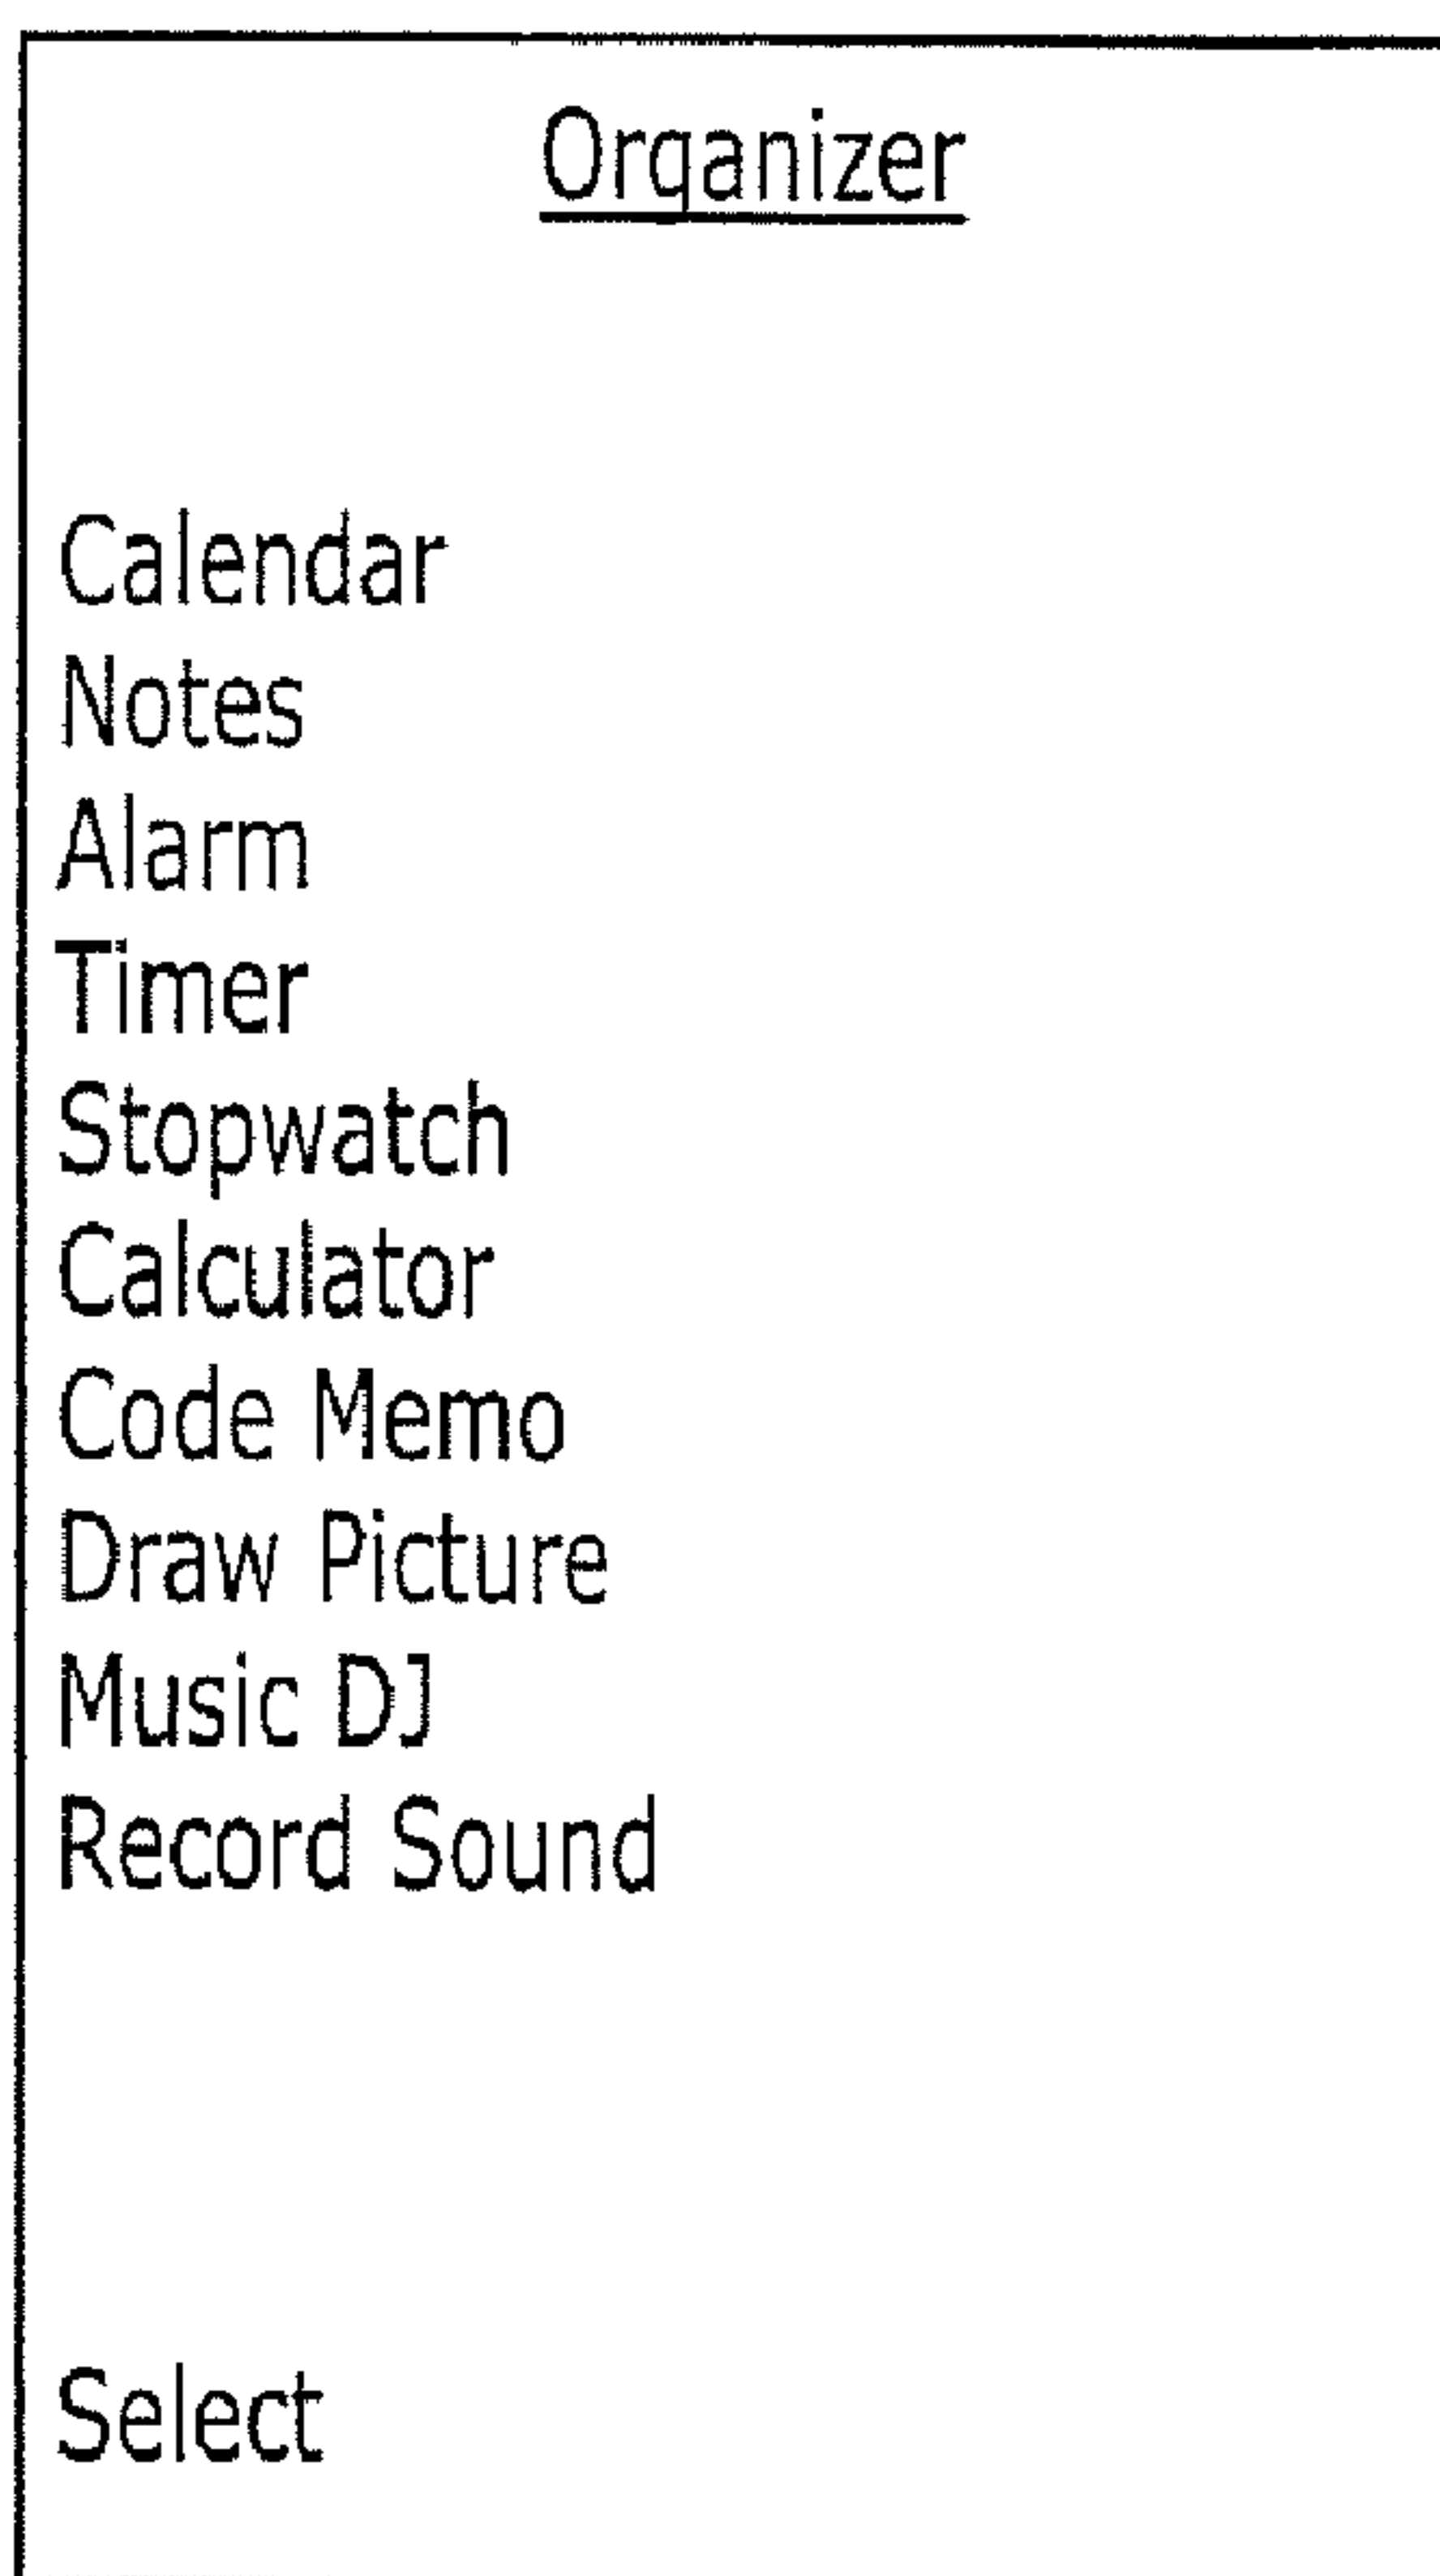 Organizer
Calendar
Notes
Alarm
Timer
Stopwatch
Calculator
Code Memo
Draw Picture
Music DJ
Record Sound
Select